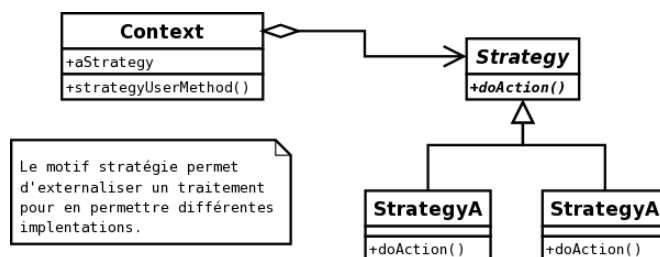 Context
+aStrategy
+strategyUserMethod()
Strategy
+doAction()
Le motif stratégie permet
d'externaliser un traitement
pour en permettre différentes
implentations.
StrategyA
+doAction()
StrategyA
+doAction()